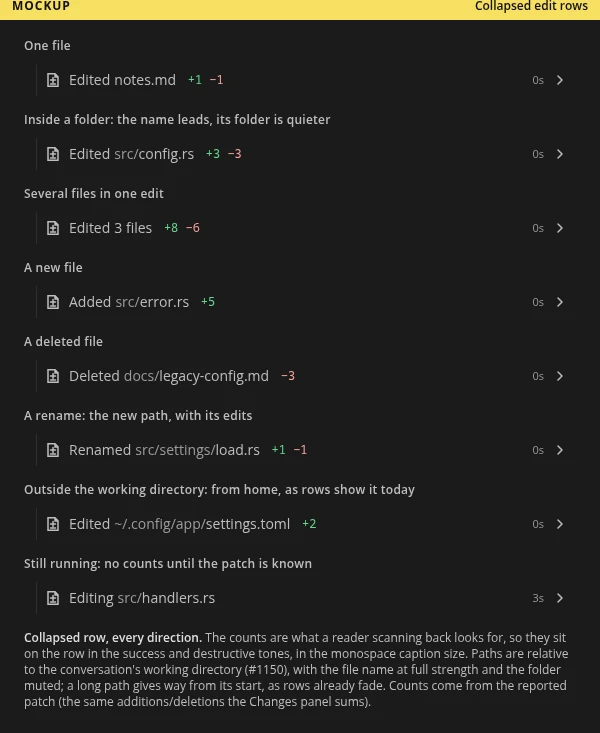 MOCKUP
Collapsed edit rows
One file
Edited notes.md +1 −1 0s
Inside a folder: the name leads, its folder is quieter
Edited src/config.rs +3 −3 0s
Several files in one edit
Edited 3 files +8 −6 0s
A new file
Added src/error.rs +5 0s
A deleted file
Deleted docs/legacy-config.md −3 0s
A rename: the new path, with its edits
Renamed src/settings/load.rs +1 −1 0s
Outside the working directory: from home, as rows show it today
Edited ~/.config/app/settings.toml +2 0s
Still running: no counts until the patch is known
Editing src/handlers.rs 3s
Collapsed row, every direction. The counts are what a reader scanning back looks for, so they sit
on the row in the success and destructive tones, in the monospace caption size. Paths are relative
to the conversation's working directory (#1150), with the file name at full strength and the folder
muted; a long path gives way from its start, as rows already fade. Counts come from the reported
patch (the same additions/deletions the Changes panel sums).